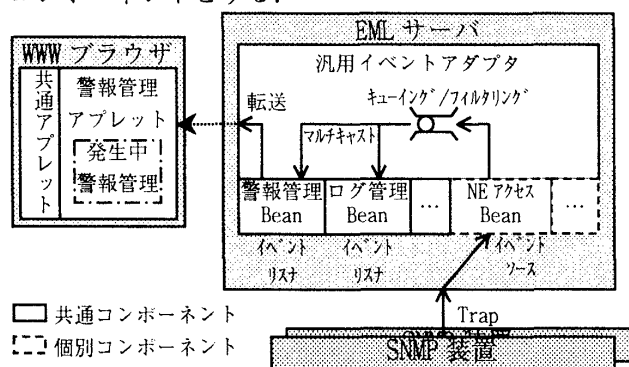 EML サーバ
WWW ブラウザ
共通アプレット
警報管理
アプレット
発生中
警報管理
汎用イベントアダプタ
転送
キューイング/フィルタリング
マルチキャスト
警報管理
Bean
ログ管理
Bean
…
NE アクセス
Bean
…
イベント
リスナ
イベント
リスナ
イベント
ソース
共通コンポーネント
個別コンポーネント
Trap
SNMP 装置